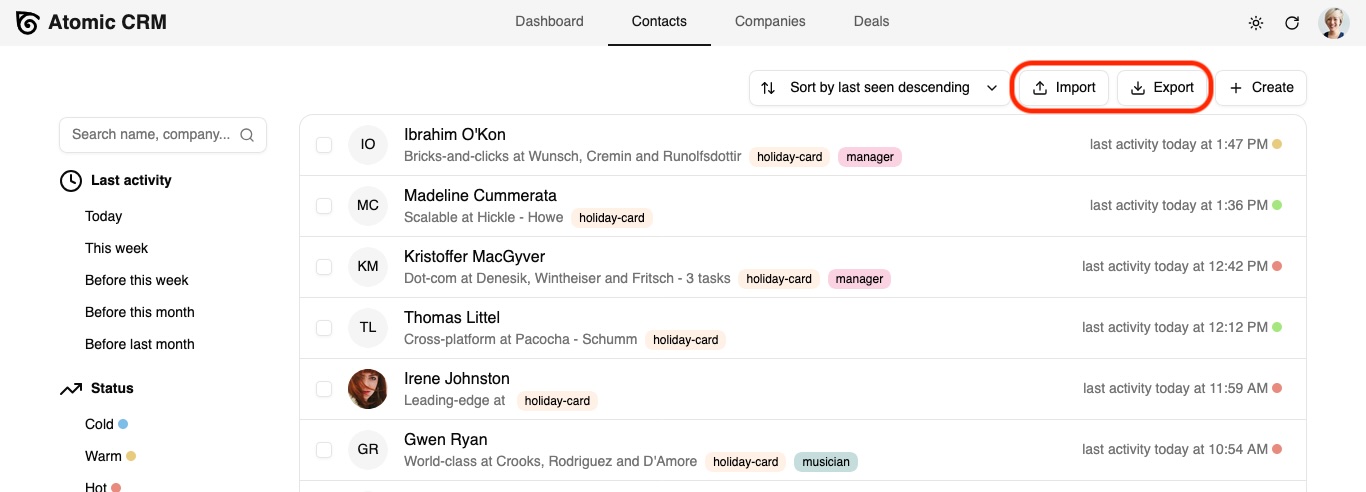 Atomic CRM
Dashboard Contacts Companies Deals
Sort by last seen descending Import Export Create
Search name, company...
Last activity
Today
This week
Before this week
Before this month
Before last month
Status
Cold
Warm
Hot
IO Ibrahim O'Kon
Bricks-and-clicks at Wunsch, Cremin and Runolfsdottir holiday-card manager
last activity today at 1:47 PM
MC Madeline Cummerata
Scalable at Hickle - Howe holiday-card
last activity today at 1:36 PM
KM Kristoffer MacGyver
Dot-com at Denesik, Wintheiser and Fritsch - 3 tasks holiday-card manager
last activity today at 12:42 PM
TL Thomas Littel
Cross-platform at Pacocha - Schumm holiday-card
last activity today at 12:12 PM
Irene Johnston
Leading-edge at holiday-card
last activity today at 11:59 AM
GR Gwen Ryan
World-class at Crooks, Rodriguez and D'Amore holiday-card musician
last activity today at 10:54 AM